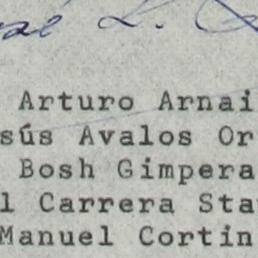 L.
Arturo Arnai
sús Avalos Or
Bosh Gimpera
l Carrera Sta
Manuel Cortin